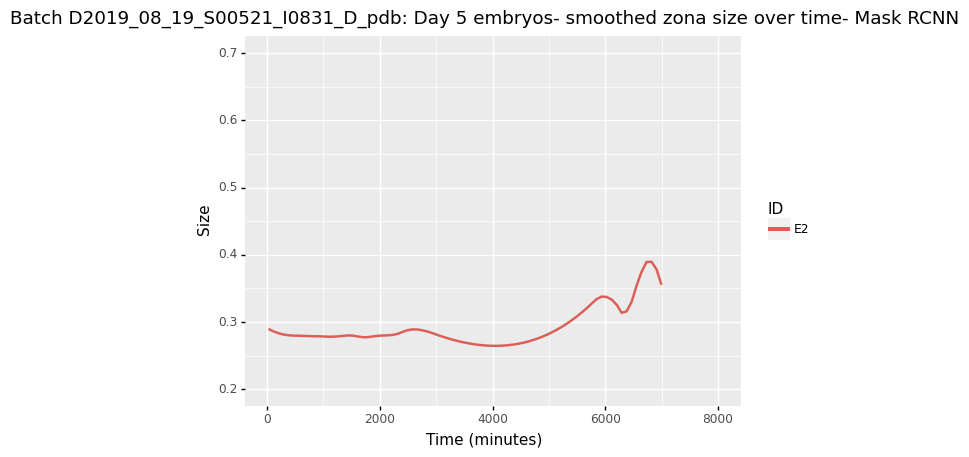 Batch D2019_08_19_S00521_I0831_D_pdb: Day 5 embryos- smoothed zona size over time- Mask RCNN
0.7
0.6
0.5
0.4
0.3
0.2
Size
0 2000 4000 6000 8000
Time (minutes)
ID
E2